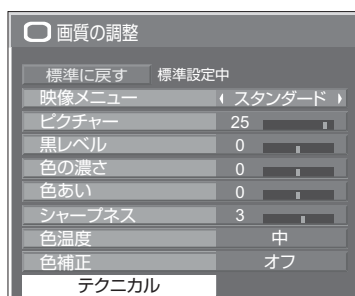 画質の調整
標準に戻す 標準設定中
映像メニュー スタンダード
ピクチャー 25
黒レベル 0
色の濃さ 0
色あい 0
シャープネス 3
色温度 中
色補正 オフ
テクニカル